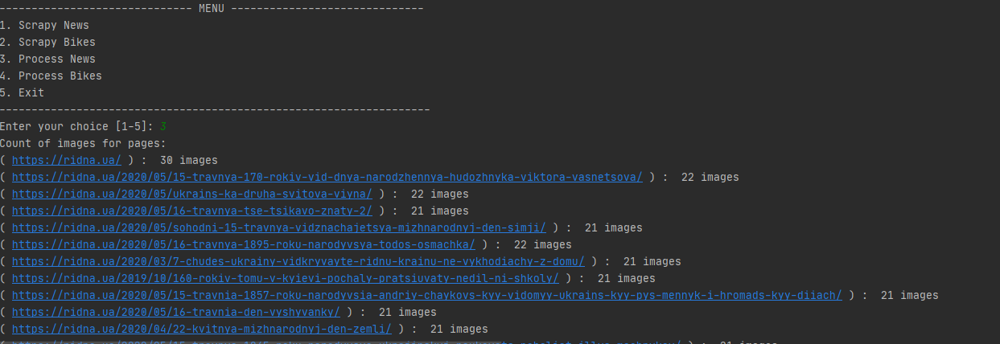 ------------------------------ MENU ------------------------------
1. Scrapy News
2. Scrapy Bikes
3. Process News
4. Process Bikes
5. Exit
-------------------------------------------------------------------
Enter your choice [1-5]: 3
Count of images for pages:
( https://ridna.ua/ ) :  30 images
( https://ridna.ua/2020/05/15-travnya-170-rokiv-vid-dnya-narodzhennya-hudozhnyka-viktora-vasnetsova/ ) :  22 images
( https://ridna.ua/2020/05/ukrains-ka-druha-svitova-viyna/ ) :  22 images
( https://ridna.ua/2020/05/16-travnya-tse-tsikavo-znaty-2/ ) :  21 images
( https://ridna.ua/2020/05/sohodni-15-travnya-vidznachajetsya-mizhnarodnyj-den-simji/ ) :  21 images
( https://ridna.ua/2020/05/16-travnya-1895-roku-narodyvsya-todos-osmachka/ ) :  22 images
( https://ridna.ua/2020/03/7-chudes-ukrainy-vidkryvayte-ridnu-krainu-ne-vykhodiachy-z-domu/ ) :  21 images
( https://ridna.ua/2019/10/160-rokiv-tomu-v-kyievi-pochaly-pratsiuvaty-nedil-ni-shkoly/ ) :  21 images
( https://ridna.ua/2020/05/15-travnia-1857-roku-narodyvsia-andriy-chaykovs-kyy-vidomyy-ukrains-kyy-pys-mennyk-i-hromads-kyy-diiach/ ) :  21 images
( https://ridna.ua/2020/05/16-travnia-den-vyshyvanky/ ) :  21 images
( https://ridna.ua/2020/04/22-kvitnya-mizhnarodnyj-den-zemli/ ) :  21 images